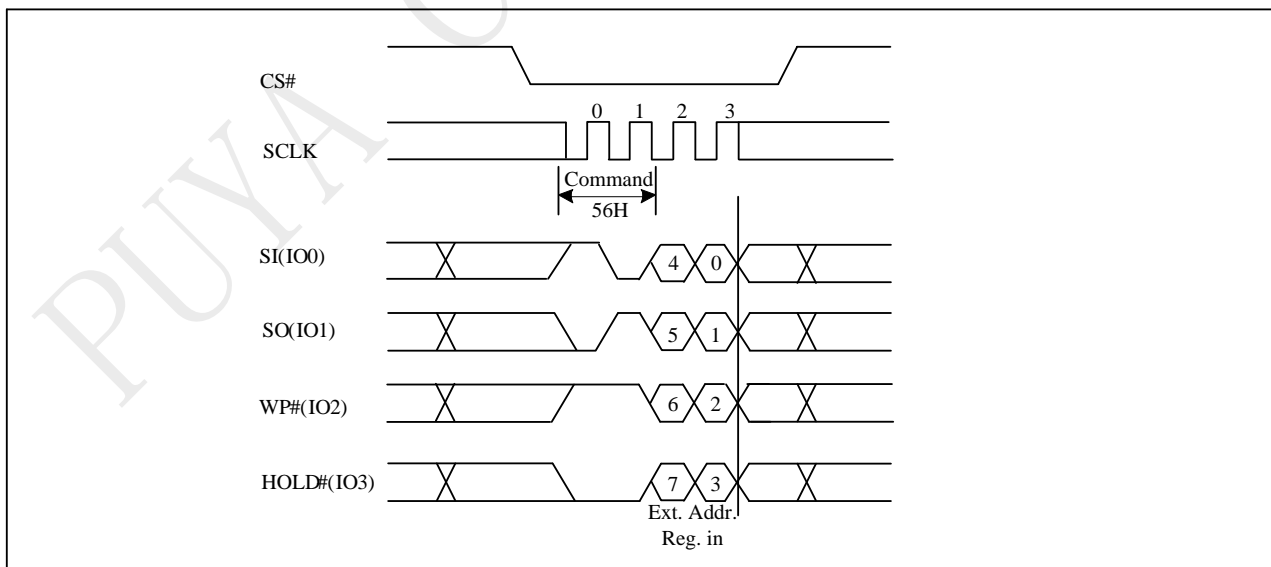 CS#
0 1 2 3
SCLK
Command
56H
SI(IO0)
4 0
SO(IO1)
5 1
WP#(IO2)
6 2
HOLD#(IO3)
7 3
Ext. Addr.
Reg. in
PUYA